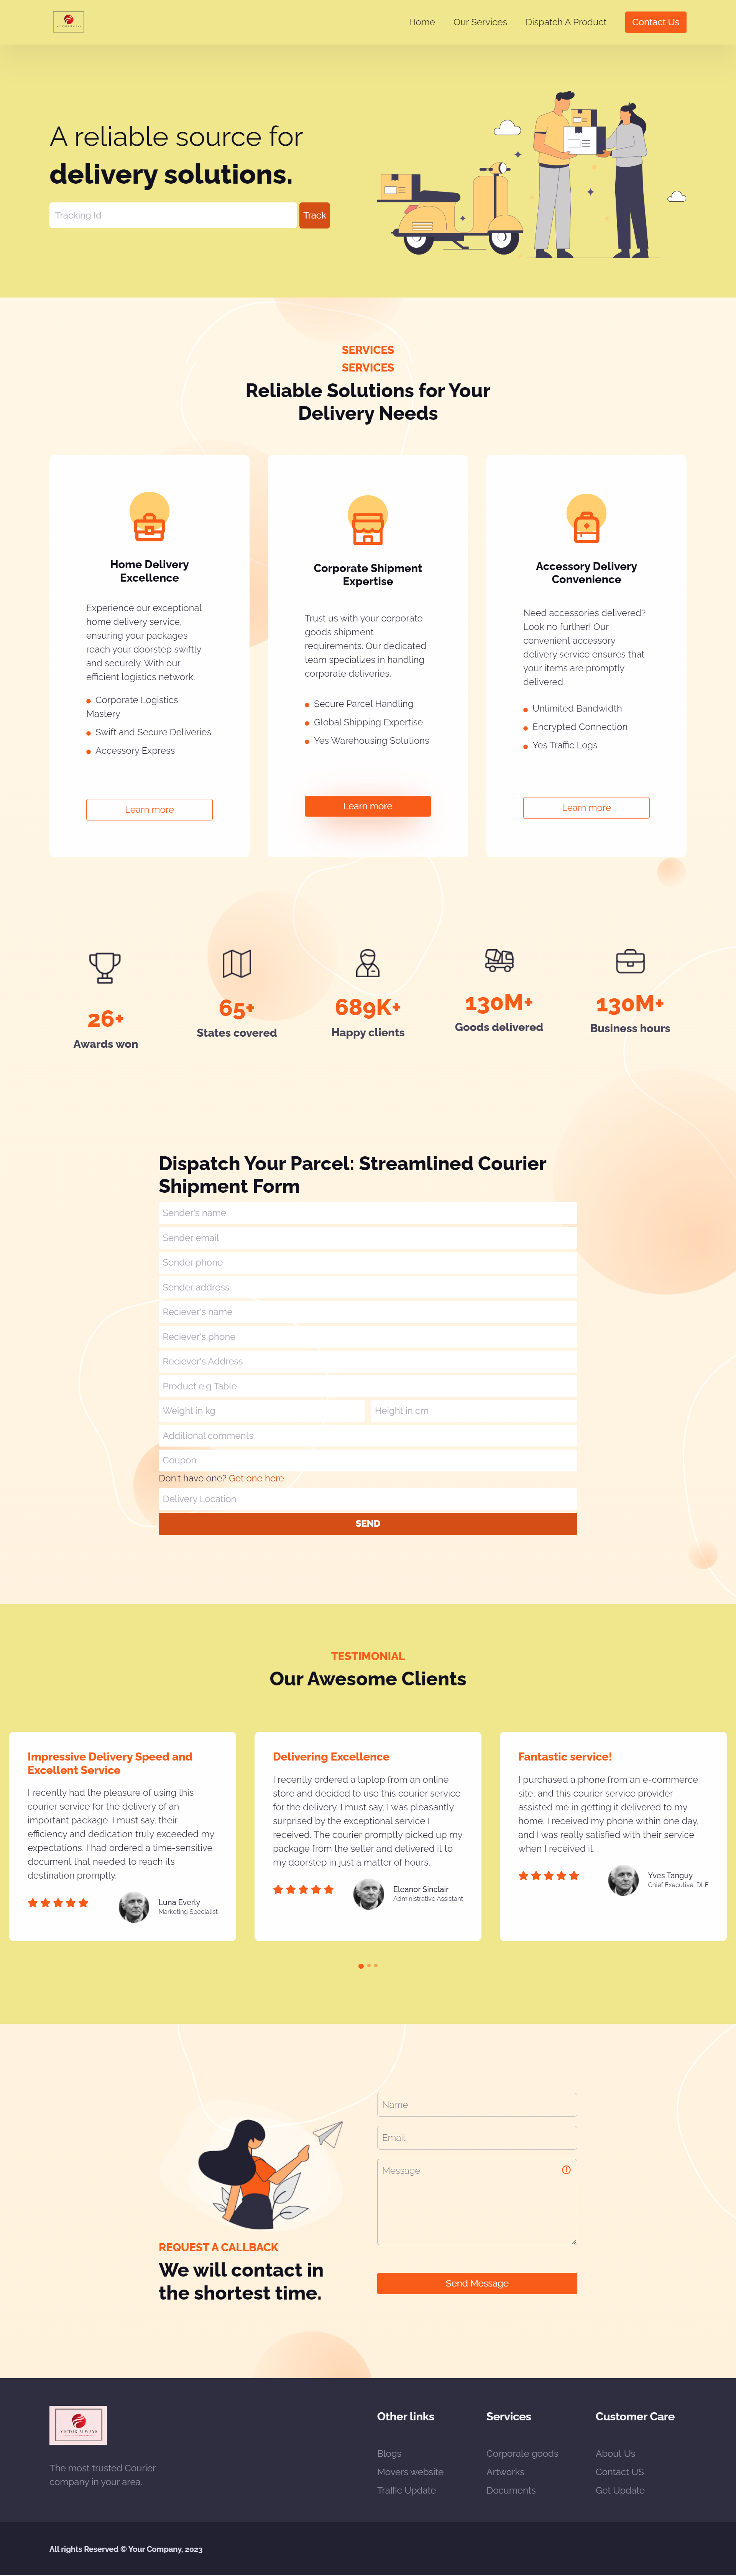 Home
Our Services
Dispatch A Product
Contact Us
A reliable source for
delivery solutions.
Tracking Id
Track
SERVICES
SERVICES
Reliable Solutions for Your
Delivery Needs
Home Delivery
Excellence
Experience our exceptional
home delivery service,
ensuring your packages
reach your doorstep swiftly
and securely. With our
efficient logistics network.
Corporate Logistics
Mastery
Swift and Secure Deliveries
Accessory Express
Learn more
Corporate Shipment
Expertise
Trust us with your corporate
goods shipment
requirements. Our dedicated
team specializes in handling
corporate deliveries.
Secure Parcel Handling
Global Shipping Expertise
Yes Warehousing Solutions
Learn more
Accessory Delivery
Convenience
Need accessories delivered?
Look no further! Our
convenient accessory
delivery service ensures that
your items are promptly
delivered.
Unlimited Bandwidth
Encrypted Connection
Yes Traffic Logs
Learn more
26+
Awards won
65+
States covered
689K+
Happy clients
130M+
Goods delivered
130M+
Business hours
Dispatch Your Parcel: Streamlined Courier
Shipment Form
Sender's name
Sender email
Sender phone
Sender address
Reciever's name
Reciever's phone
Reciever's Address
Product e.g Table
Weight in kg
Height in cm
Additional comments
Coupon
Don't have one? Get one here
Delivery Location
SEND
TESTIMONIAL
Our Awesome Clients
Impressive Delivery Speed and
Excellent Service
I recently had the pleasure of using this
courier service for the delivery of an
important package. I must say, their
efficiency and dedication truly exceeded my
expectations. I had ordered a time-sensitive
document that needed to reach its
destination promptly.
Luna Everly
Marketing Specialist
Delivering Excellence
I recently ordered a laptop from an online
store and decided to use this courier service
for the delivery. I must say, I was pleasantly
surprised by the exceptional service I
received. The courier promptly picked up my
package from the seller and delivered it to
my doorstep in just a matter of hours.
Eleanor Sinclair
Administrative Assistant
Fantastic service!
I purchased a phone from an e-commerce
site, and this courier service provider
assisted me in getting it delivered to my
home. I received my phone within one day,
and I was really satisfied with their service
when I received it. .
Yves Tanguy
Chief Executive, DLF
REQUEST A CALLBACK
We will contact in
the shortest time.
Name
Email
Message
Send Message
VICTORIALWAYS
The most trusted Courier
company in your area.
Other links
Blogs
Movers website
Traffic Update
Services
Corporate goods
Artworks
Documents
Customer Care
About Us
Contact US
Get Update
All rights Reserved © Your Company, 2023